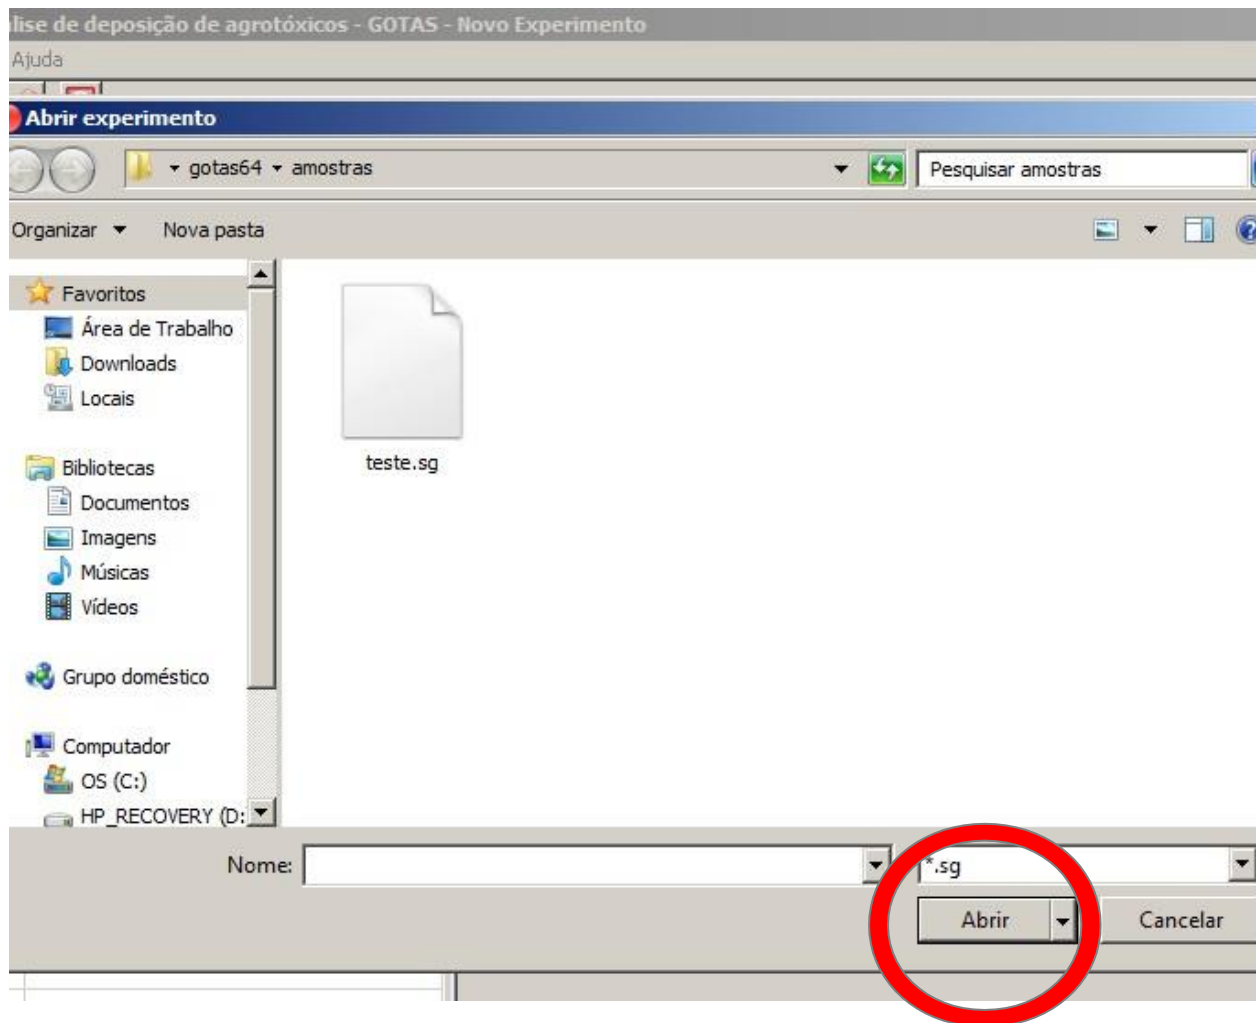 lise de deposição de agrotóxicos - GOTAS - Novo Experimento
Ajuda
Abrir experimento
gotas64 amostras
Pesquisar amostras
Organizar
Nova pasta
Favoritos
Área de Trabalho
Downloads
Locais
Bibliotecas
Documentos
Imagens
Músicas
Vídeos
Grupo doméstico
Computador
OS (C:)
HP_RECOVERY (D:
teste.sg
Nome:
*.sg
Abrir
Cancelar